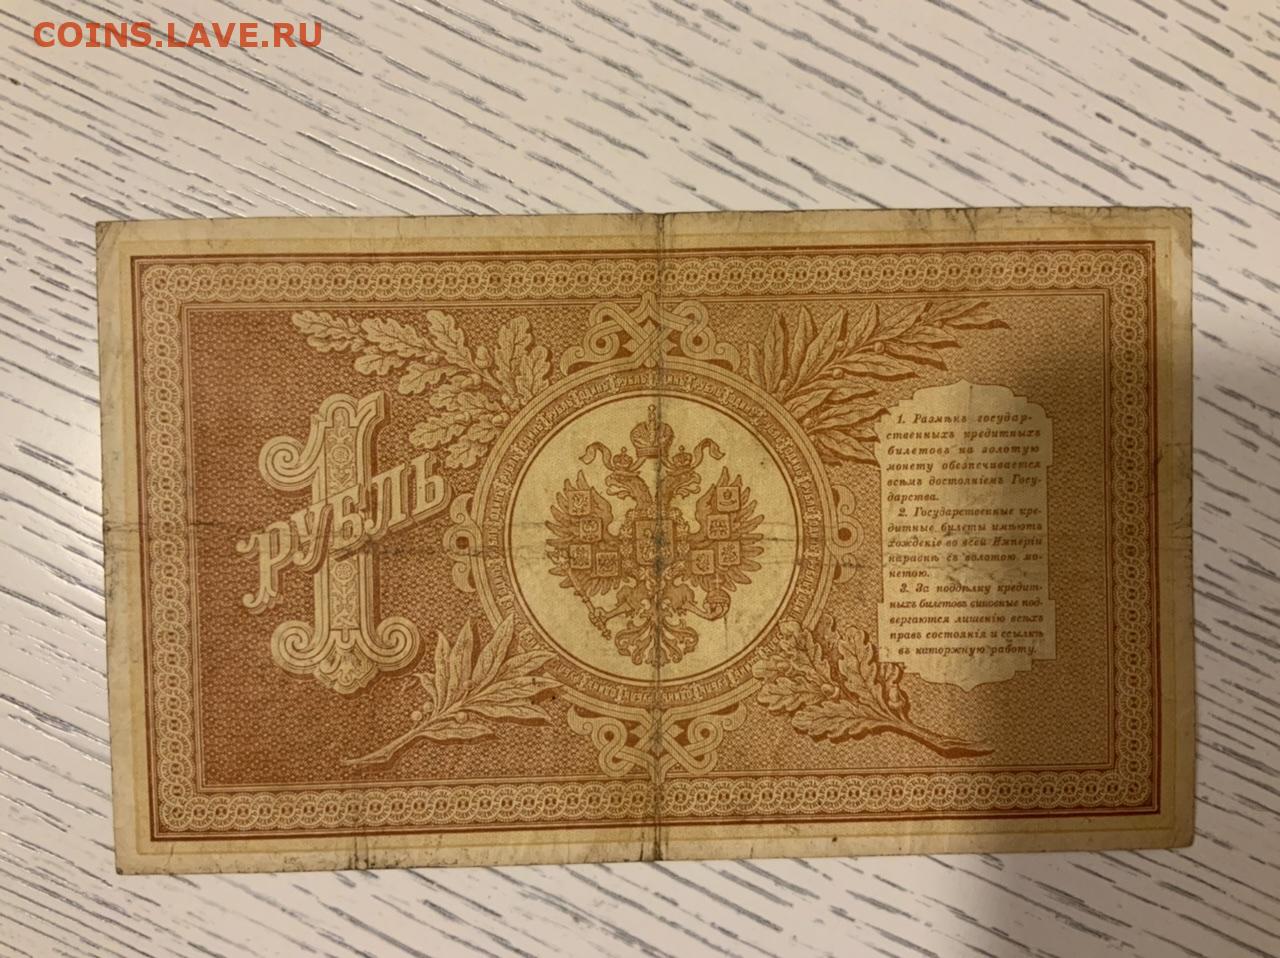 COINS.LAVE.RU
1
РУБЛЬ
1. Размѣнъ государ-
ственныхъ кредитныхъ
билетовъ на золотую
монету обезпечивается
всѣмъ достояніемъ Госу-
дарства.
2. Государственные кре-
дитные билеты имѣютъ
хожденіе во всей Имперіи
наравнѣ съ золотою мо-
нетою.
3. За поддѣлку кредит-
ныхъ билетовъ виновные под-
вергаются лишенію всѣхъ
правъ состоянія и ссылкѣ
въ каторжную работу.